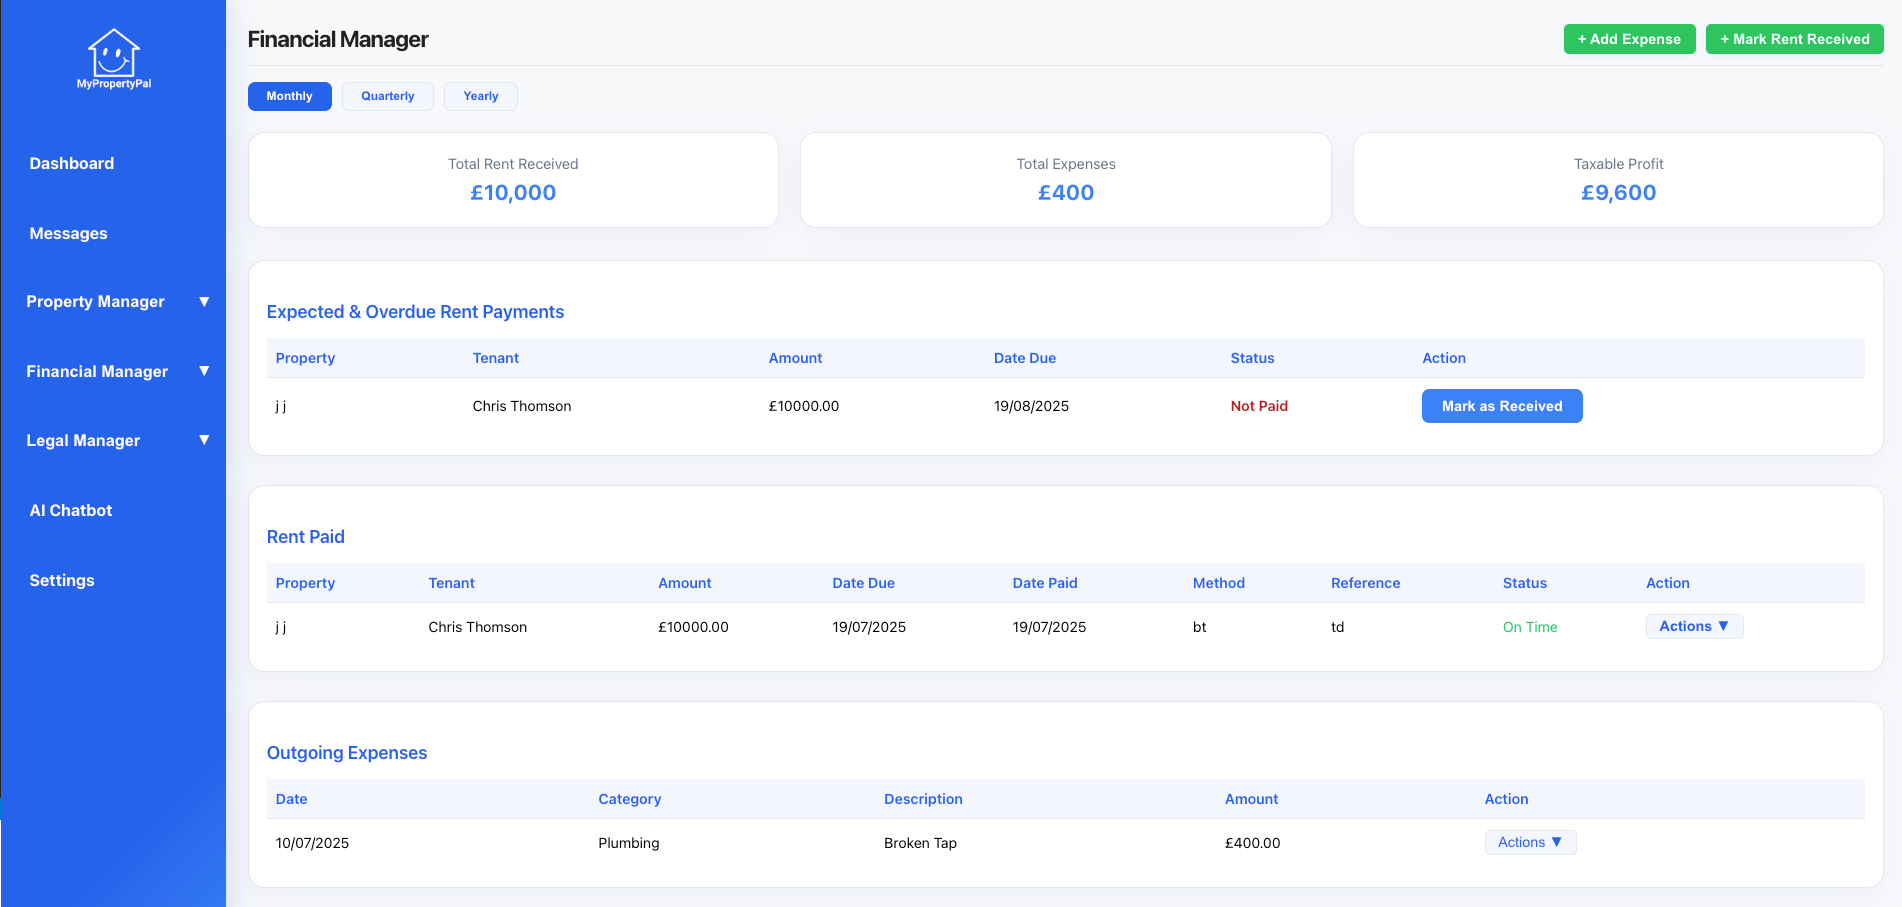 MyPropertyPal
Dashboard
Messages
Property Manager ▼
Financial Manager ▼
Legal Manager ▼
AI Chatbot
Settings
Financial Manager
+ Add Expense
+ Mark Rent Received
Monthly
Quarterly
Yearly
Total Rent Received
£10,000
Total Expenses
£400
Taxable Profit
£9,600
Expected & Overdue Rent Payments
Property Tenant Amount Date Due Status Action
j j Chris Thomson £10000.00 19/08/2025 Not Paid Mark as Received
Rent Paid
Property Tenant Amount Date Due Date Paid Method Reference Status Action
j j Chris Thomson £10000.00 19/07/2025 19/07/2025 bt td On Time Actions ▼
Outgoing Expenses
Date Category Description Amount Action
10/07/2025 Plumbing Broken Tap £400.00 Actions ▼